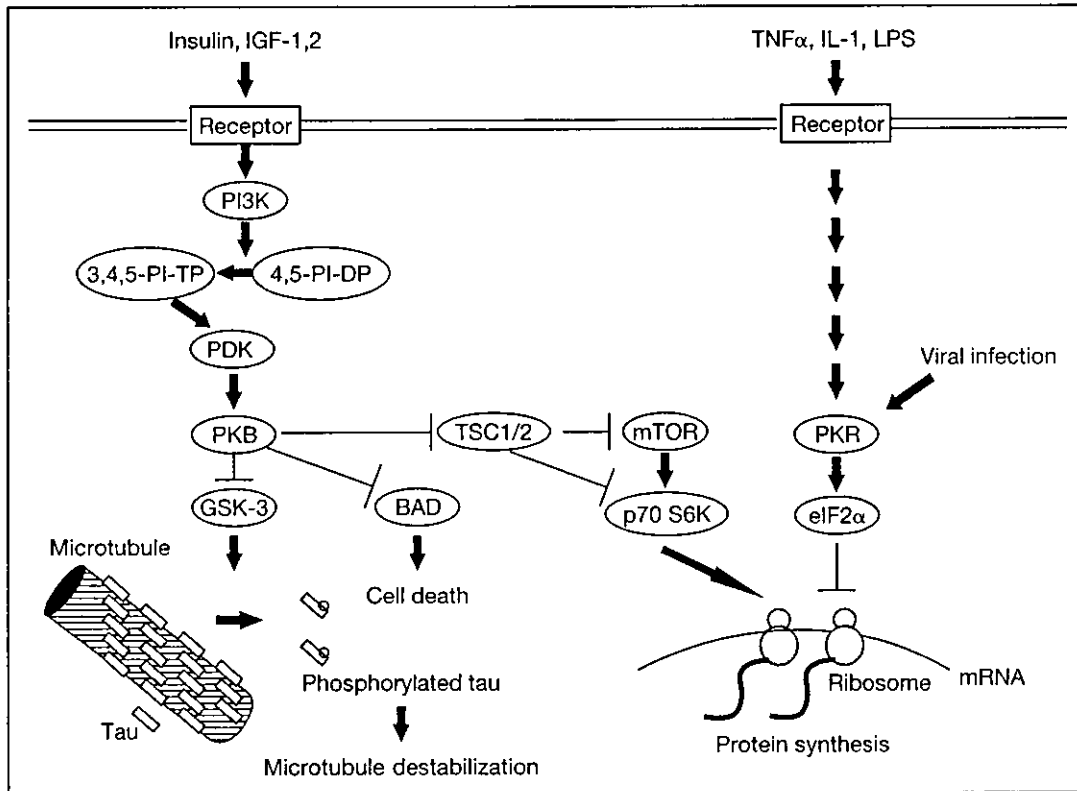 Insulin, IGF-1,2
TNFα, IL-1, LPS
Receptor
Receptor
PI3K
3,4,5-PI-TP
4,5-PI-DP
PDK
Viral infection
PKB
TSC1/2
mTOR
PKR
GSK-3
BAD
p70 S6K
eIF2α
Microtubule
Cell death
Phosphorylated tau
Ribosome
mRNA
Tau
Protein synthesis
Microtubule destabilization